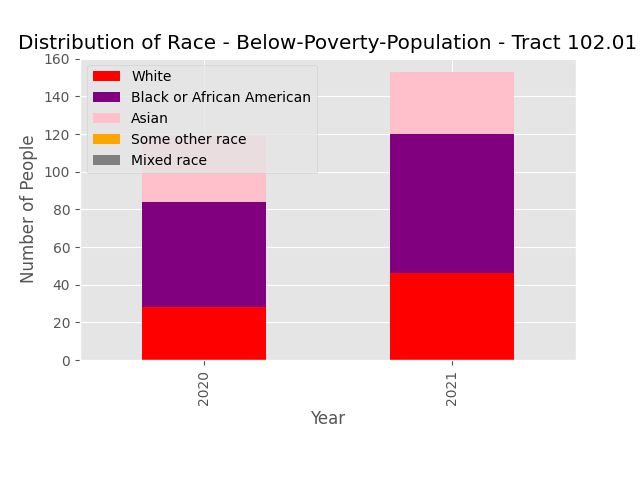 Distribution of Race - Below-Poverty-Population - Tract 102.01
160
140
120
100
80
60
40
20
0
Number of People
White
Black or African American
Asian
Some other race
Mixed race
2020
2021
Year